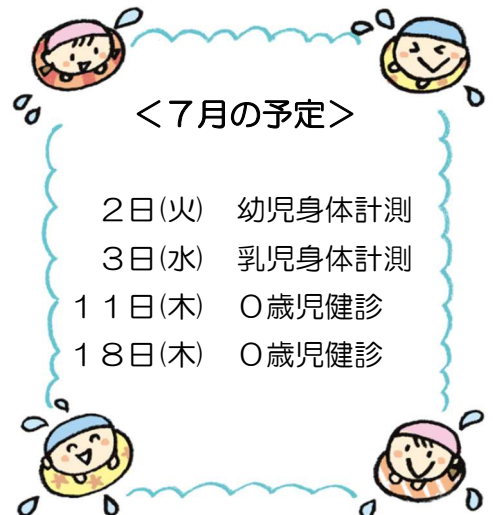 ＜７月の予定＞
２日(火)　幼児身体計測
３日(水)　乳児身体計測
１１日(木)　０歳児健診
１８日(木)　０歳児健診